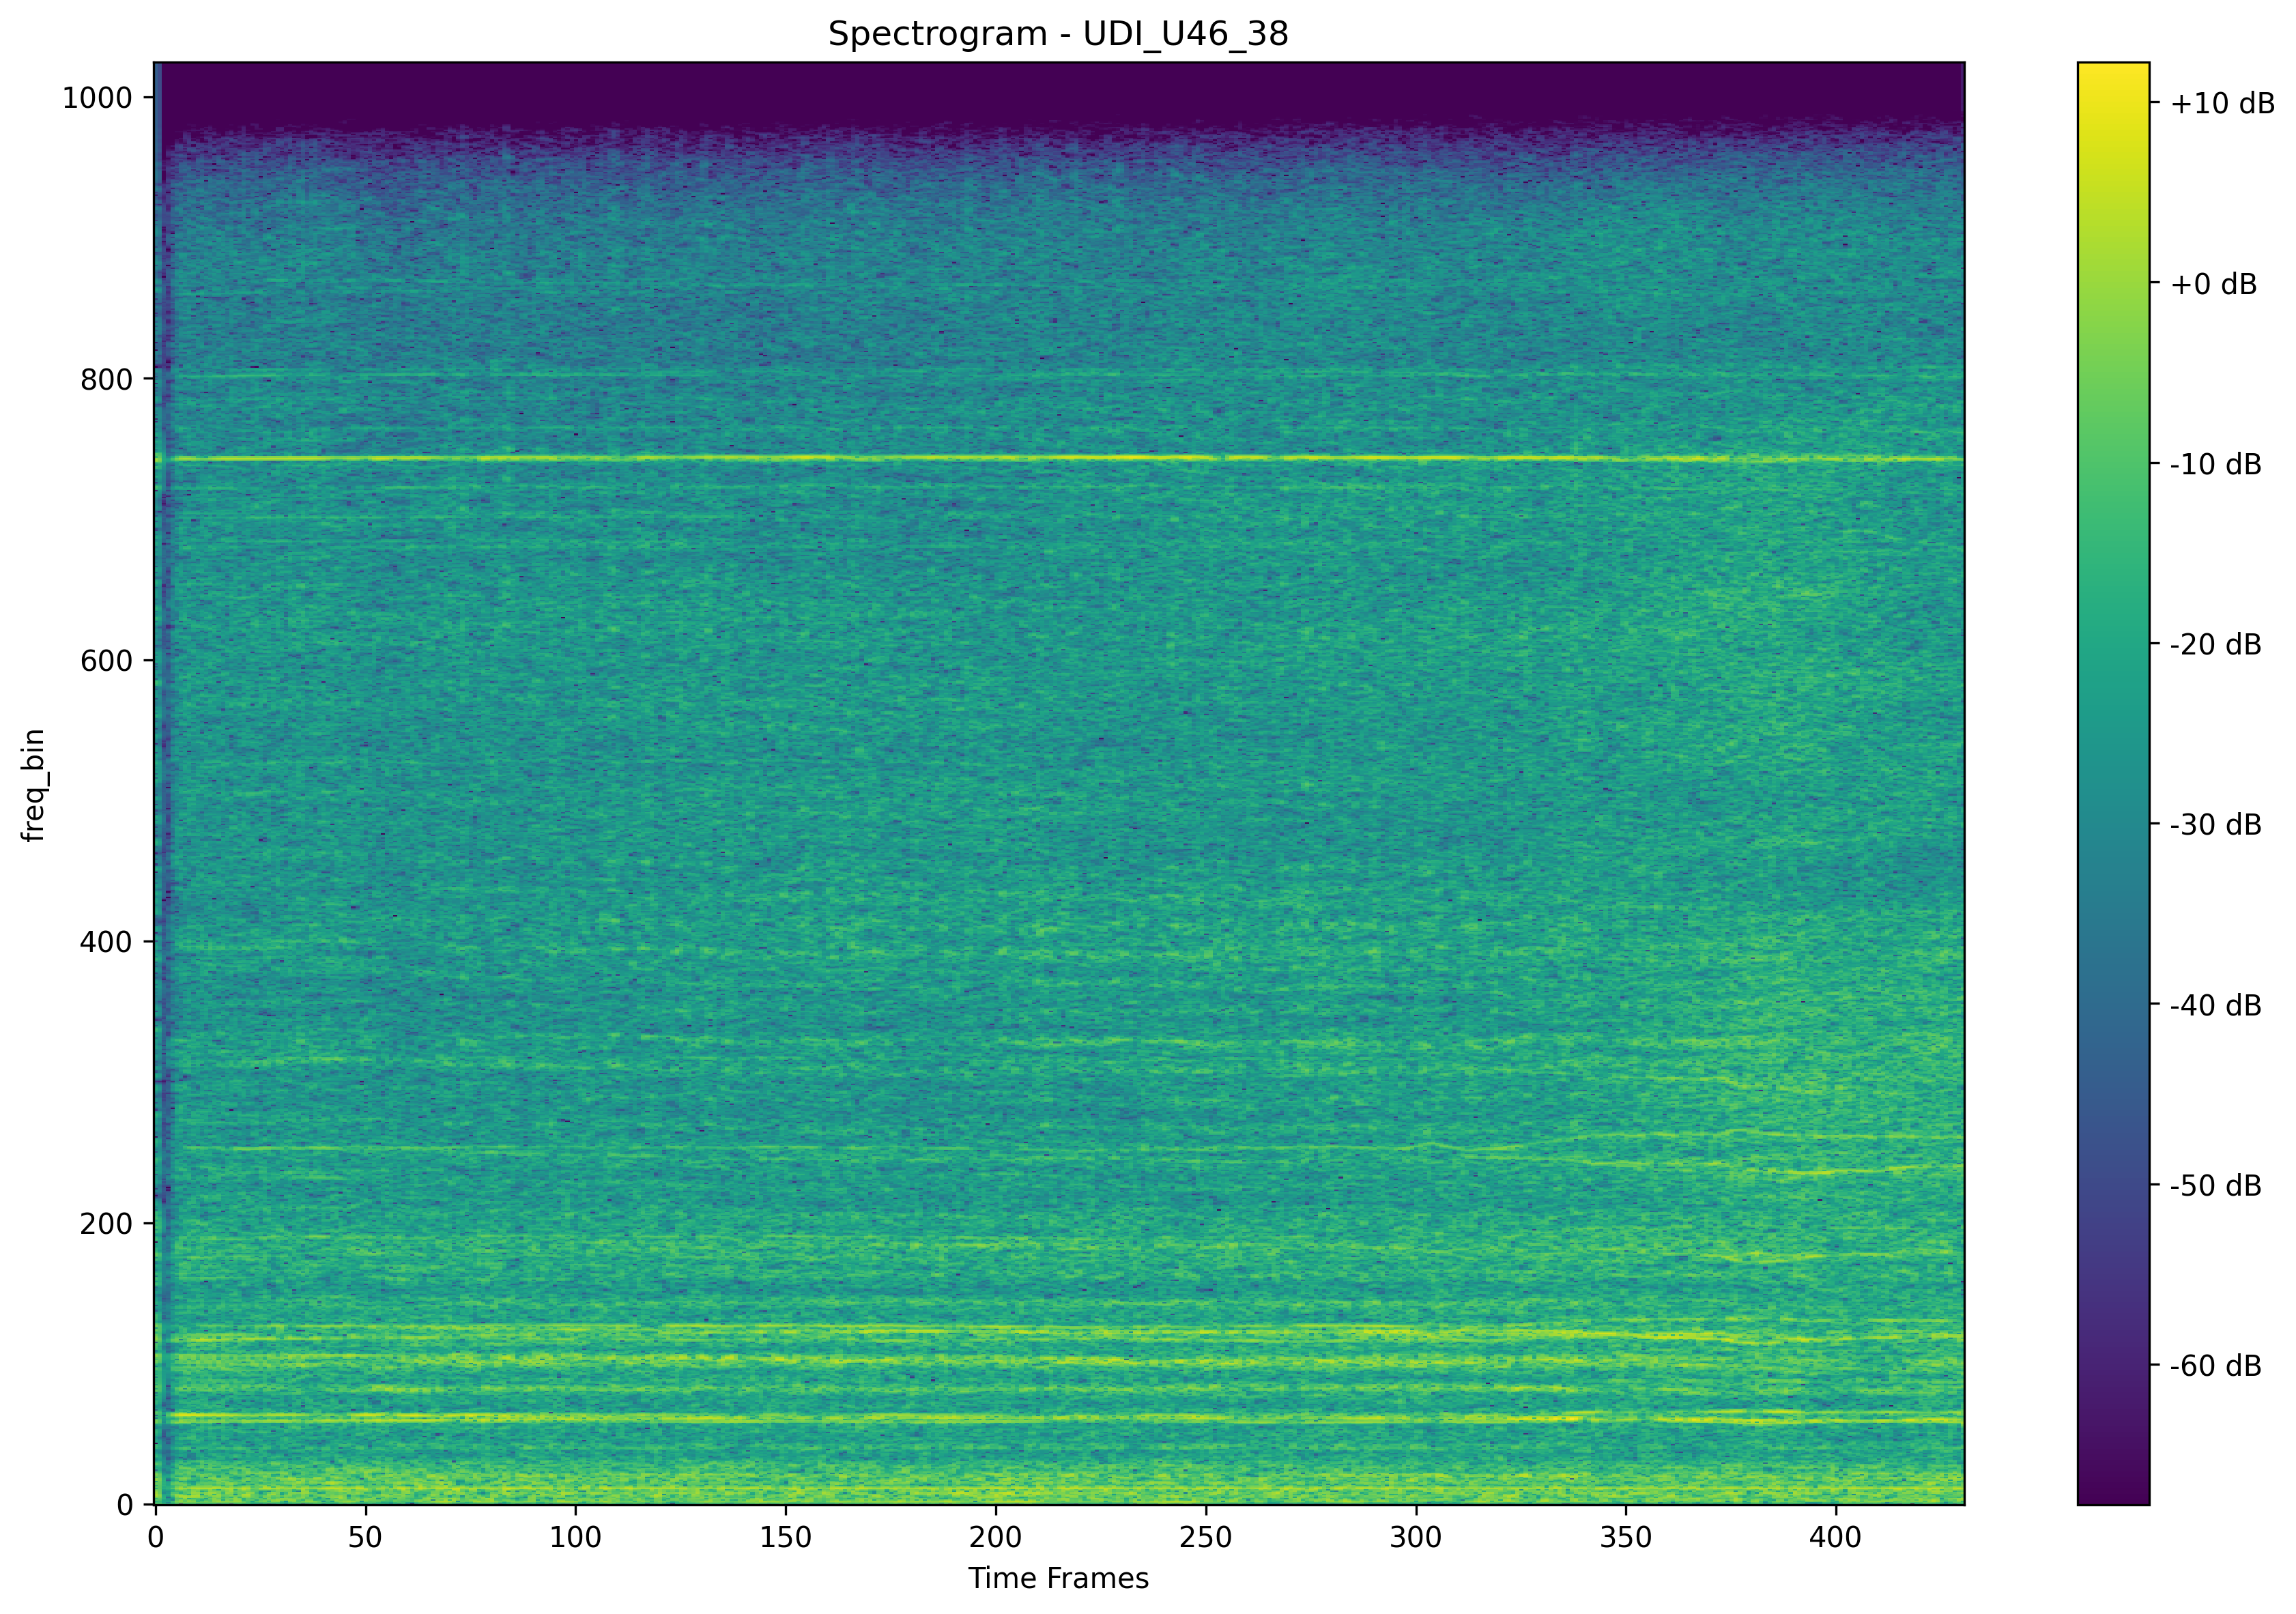 Spectrogram - UDI_U46_38
freq_bin
1000
800
600
400
200
0
0 50 100 150 200 250 300 350 400
Time Frames
+10 dB
+0 dB
-10 dB
-20 dB
-30 dB
-40 dB
-50 dB
-60 dB